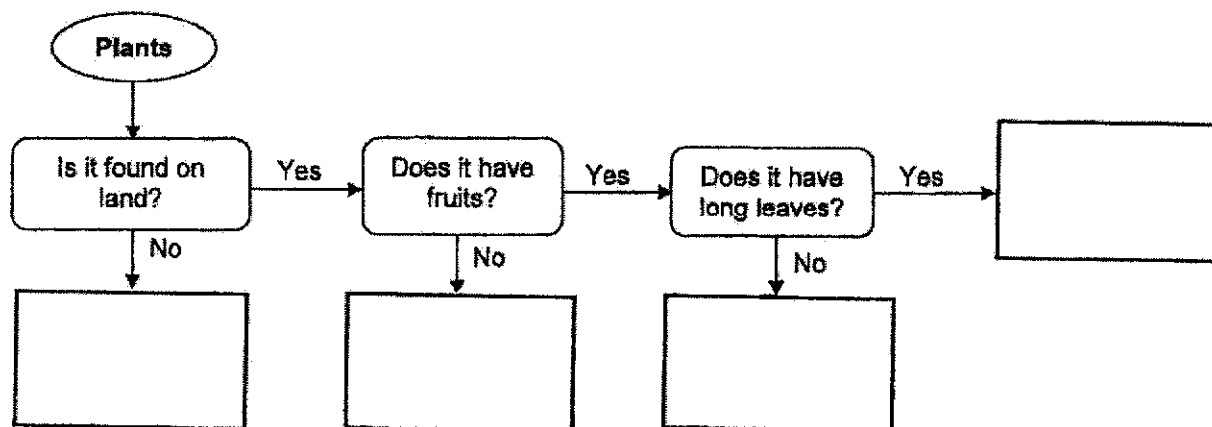 Plants
Is it found on
land?
Yes
Does it have
fruits?
Yes
Does it have
long leaves?
Yes
No
No
No